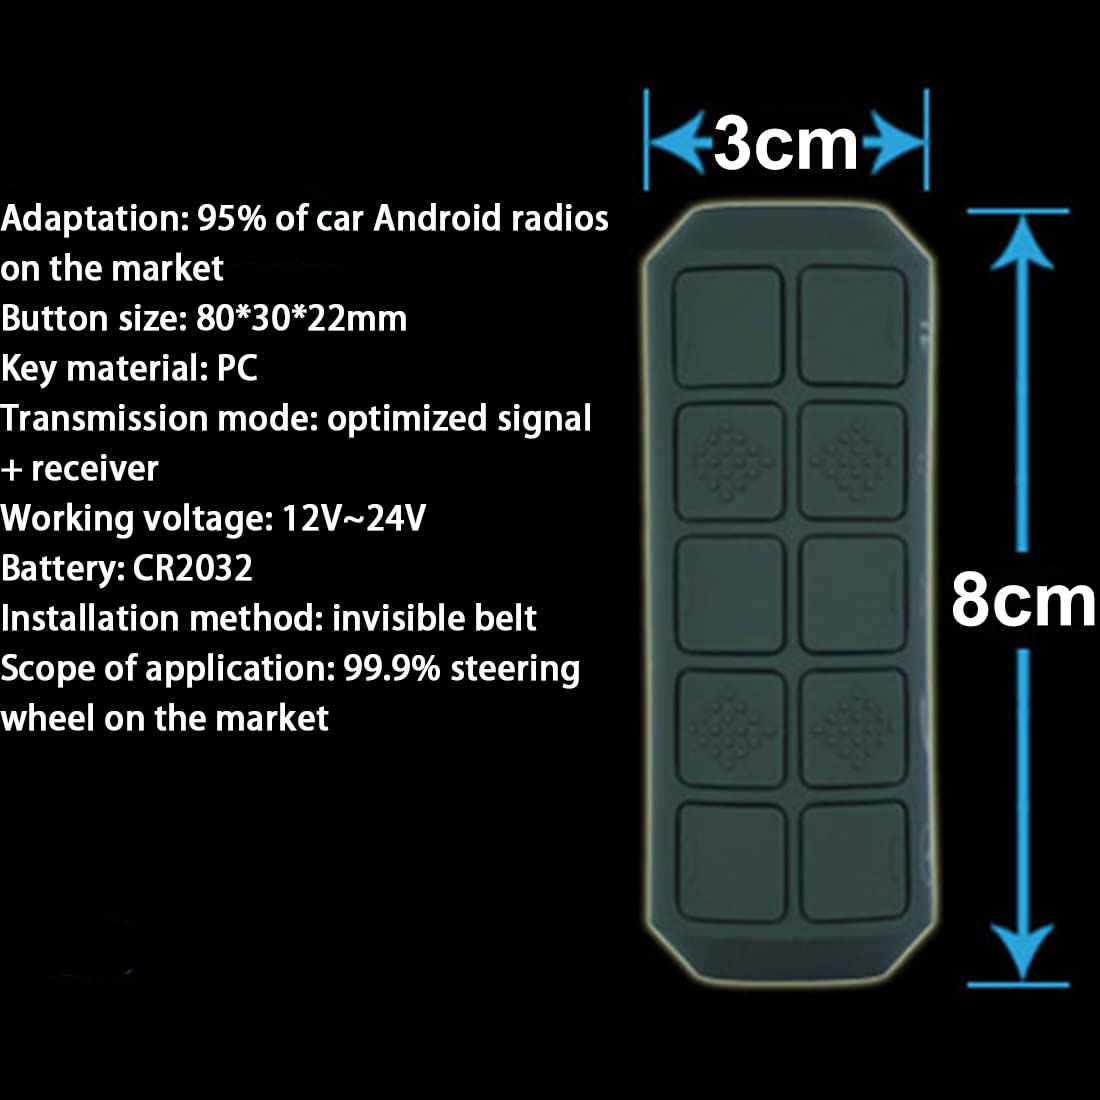 3cm
Adaptation: 95% of car Android radios
on the market
Button size: 80*30*22mm
Key material: PC
Transmission mode: optimized signal
+ receiver
Working voltage: 12V~24V
Battery: CR2032
Installation method: invisible belt
Scope of application: 99.9% steering
wheel on the market
8cm